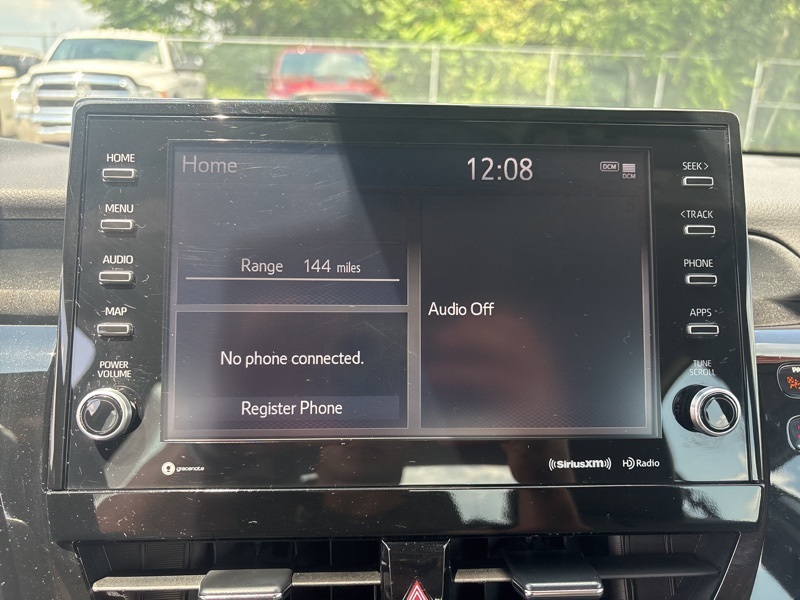 HOME
MENU
AUDIO
MAP
POWER
VOLUME
Home
12:08
DCM
DCM
Range 144 miles
Audio Off
No phone connected.
Register Phone
SEEK >
< TRACK
PHONE
APPS
TUNE
SCROLL
gracenote
((SiriusXM))
HD Radio